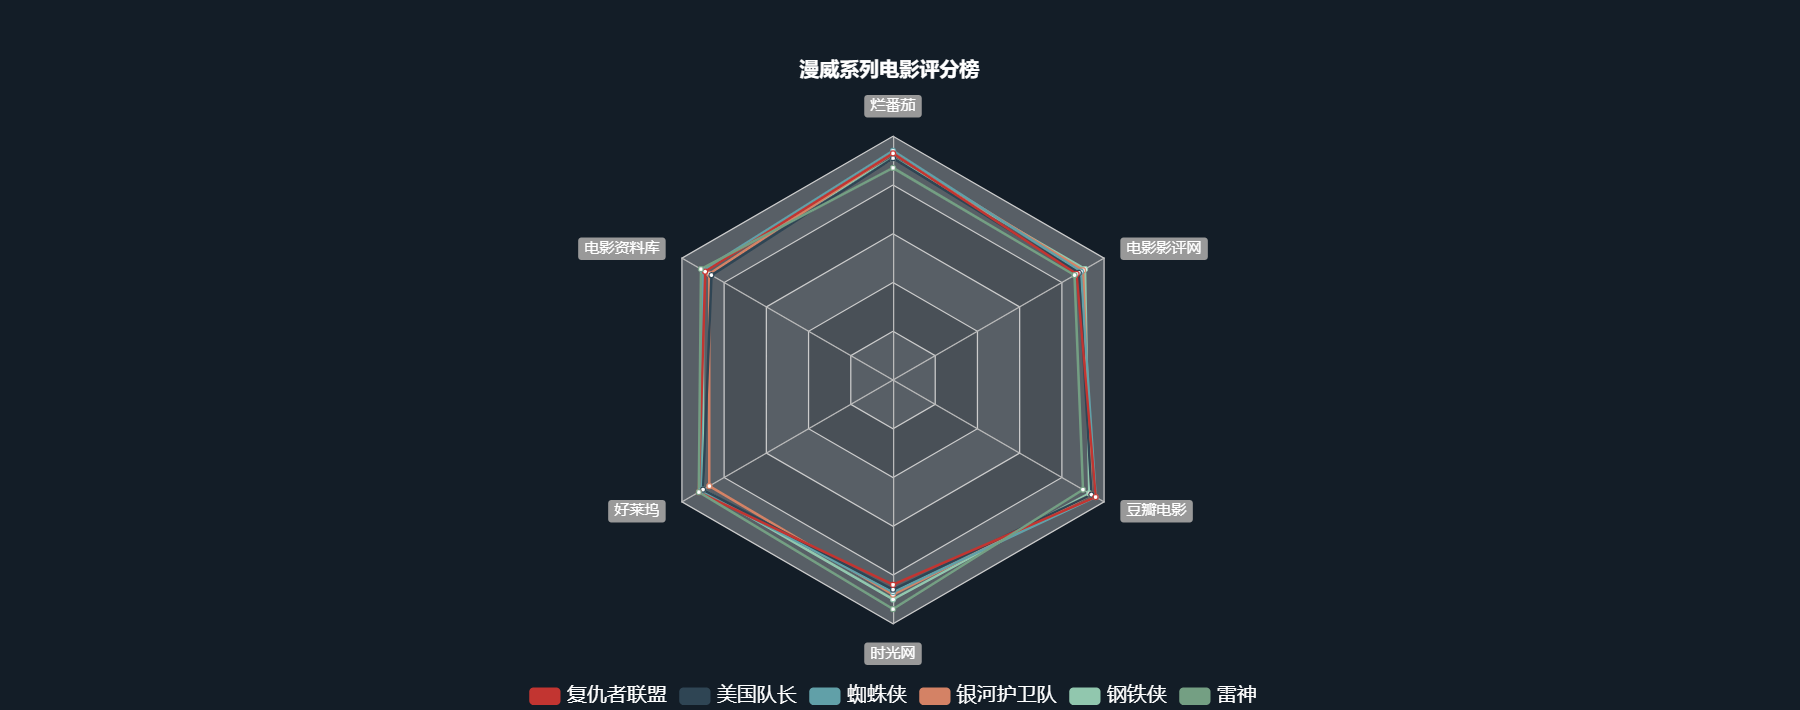 漫威系列电影评分榜
烂番茄
电影资料库
电影影评网
好莱坞
豆瓣电影
时光网
复仇者联盟 美国队长 蜘蛛侠 银河护卫队 钢铁侠 雷神